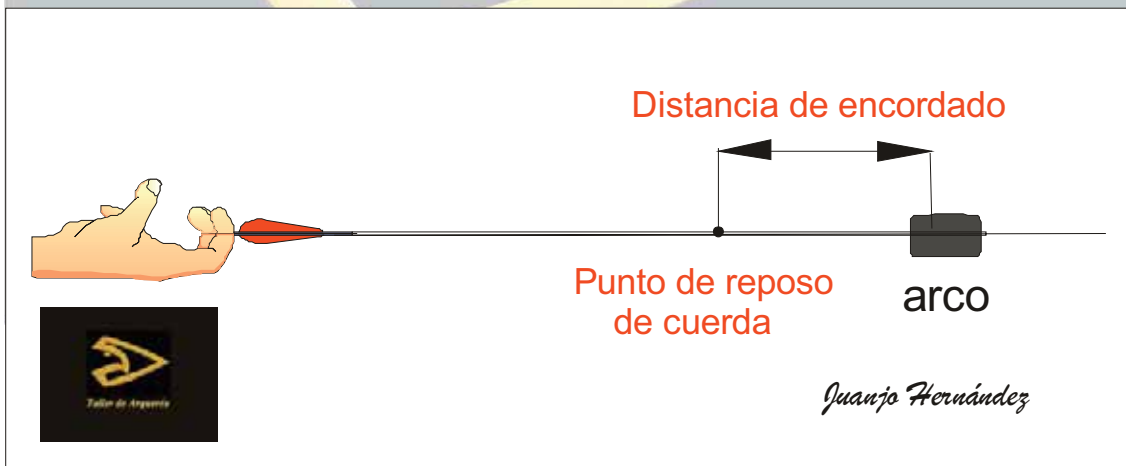 Distancia de encordado
Punto de reposo
de cuerda
arco
Juanjo Hernández
Taller de Arquería